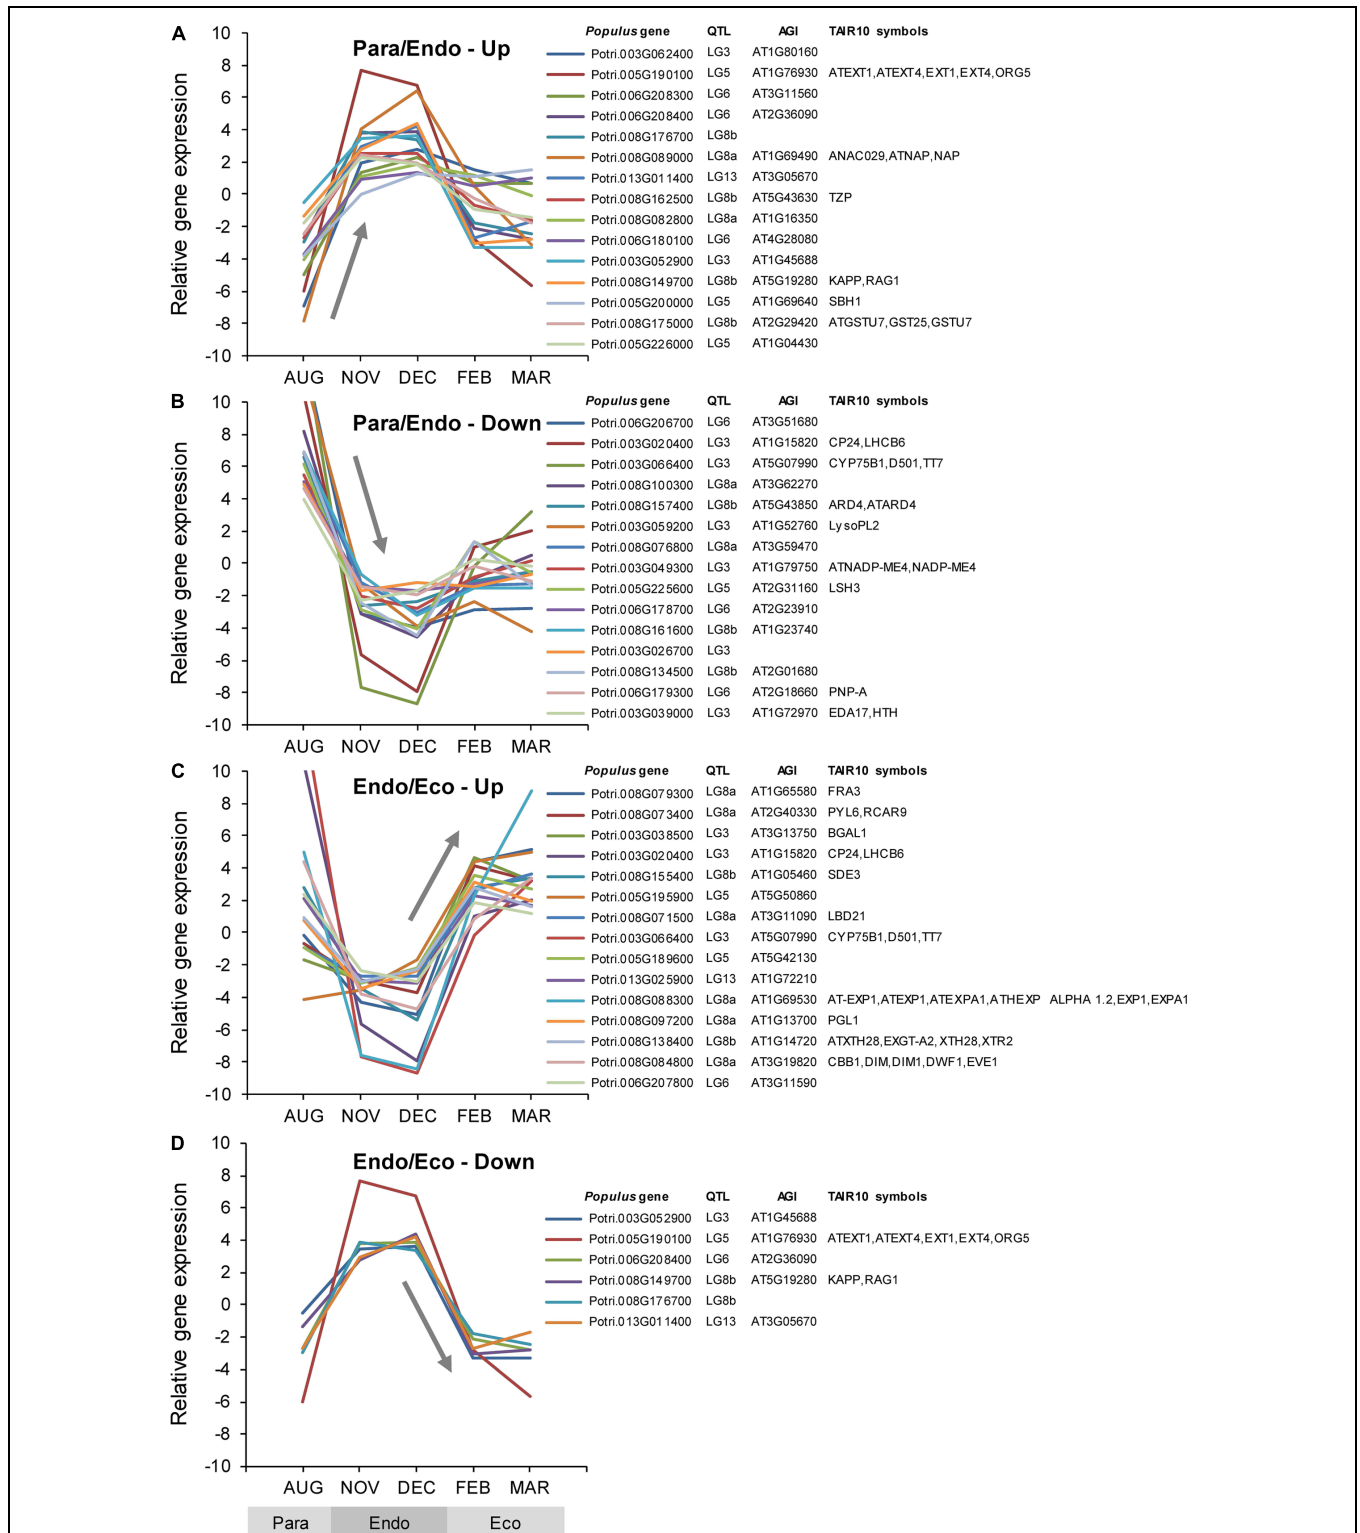 A
Para/Endo - Up
Relative gene expression
10
8
6
4
2
0
-2
-4
-6
-8
-10
AUG NOV DEC FEB MAR
Populus gene QTL AGI TAIR10 symbols
Potri.003G062400 LG3 AT1G80160
Potri.005G190100 LG5 AT1G76930 ATEXT1,ATEXT4,EXT1,EXT4,ORG5
Potri.006G208300 LG6 AT3G11560
Potri.006G208400 LG6 AT2G36090
Potri.008G176700 LG8b
Potri.008G089000 LG8a AT1G69490 ANAC029,ATNAP,NAP
Potri.013G011400 LG13 AT3G05670
Potri.008G162500 LG8b AT5G43630 TZP
Potri.008G082800 LG8a AT1G16350
Potri.006G180100 LG6 AT4G28080
Potri.003G052900 LG3 AT1G45688
Potri.008G149700 LG8b AT5G19280 KAPP,RAG1
Potri.005G200000 LG5 AT1G69640 SBH1
Potri.008G175000 LG8b AT2G29420 ATGSTU7,GST25,GSTU7
Potri.005G226000 LG5 AT1G04430
B
Para/Endo - Down
Relative gene expression
10
8
6
4
2
0
-2
-4
-6
-8
-10
AUG NOV DEC FEB MAR
Populus gene QTL AGI TAIR10 symbols
Potri.006G206700 LG6 AT3G51680
Potri.003G020400 LG3 AT1G15820 CP24,LHCB6
Potri.003G066400 LG3 AT5G07990 CYP75B1,D501,TT7
Potri.008G100300 LG8a AT3G62270
Potri.008G157400 LG8b AT5G43850 ARD4,ATARD4
Potri.003G059200 LG3 AT1G52760 LysoPL2
Potri.008G076800 LG8a AT3G59470
Potri.003G049300 LG3 AT1G79750 ATNADP-ME4,NADP-ME4
Potri.005G225600 LG5 AT2G31160 LSH3
Potri.006G178700 LG6 AT2G23910
Potri.008G161600 LG8b AT1G23740
Potri.003G026700 LG3
Potri.008G134500 LG8b AT2G01680
Potri.006G179300 LG6 AT2G18660 PNP-A
Potri.003G039000 LG3 AT1G72970 EDA17,HTH
C
Endo/Eco - Up
Relative gene expression
10
8
6
4
2
0
-2
-4
-6
-8
-10
AUG NOV DEC FEB MAR
Populus gene QTL AGI TAIR10 symbols
Potri.008G079300 LG8a AT1G65580 FRA3
Potri.008G073400 LG8a AT2G40330 PYL6,RCAR9
Potri.003G038500 LG3 AT3G13750 BGAL1
Potri.003G020400 LG3 AT1G15820 CP24,LHCB6
Potri.008G155400 LG8b AT1G05460 SDE3
Potri.005G195900 LG5 AT5G50860
Potri.008G071500 LG8a AT3G11090 LBD21
Potri.003G066400 LG3 AT5G07990 CYP75B1,D501,TT7
Potri.005G189600 LG5 AT5G42130
Potri.013G025900 LG13 AT1G72210
Potri.008G088300 LG8a AT1G69530 AT-EXP1,ATEXP1,ATEXPA1,ATHEXP ALPHA 1.2,EXP1,EXPA1
Potri.008G097200 LG8a AT1G13700 PGL1
Potri.008G138400 LG8b AT1G14720 ATXTH28,EXGT-A2,XTH28,XTR2
Potri.008G084800 LG8a AT3G19820 CBB1,DIM,DIM1,DWF1,EVE1
Potri.006G207800 LG6 AT3G11590
D
Endo/Eco - Down
Relative gene expression
10
8
6
4
2
0
-2
-4
-6
-8
-10
AUG NOV DEC FEB MAR
Populus gene QTL AGI TAIR10 symbols
Potri.003G052900 LG3 AT1G45688
Potri.005G190100 LG5 AT1G76930 ATEXT1,ATEXT4,EXT1,EXT4,ORG5
Potri.006G208400 LG6 AT2G36090
Potri.008G149700 LG8b AT5G19280 KAPP,RAG1
Potri.008G176700 LG8b
Potri.013G011400 LG13 AT3G05670
Para Endo Eco